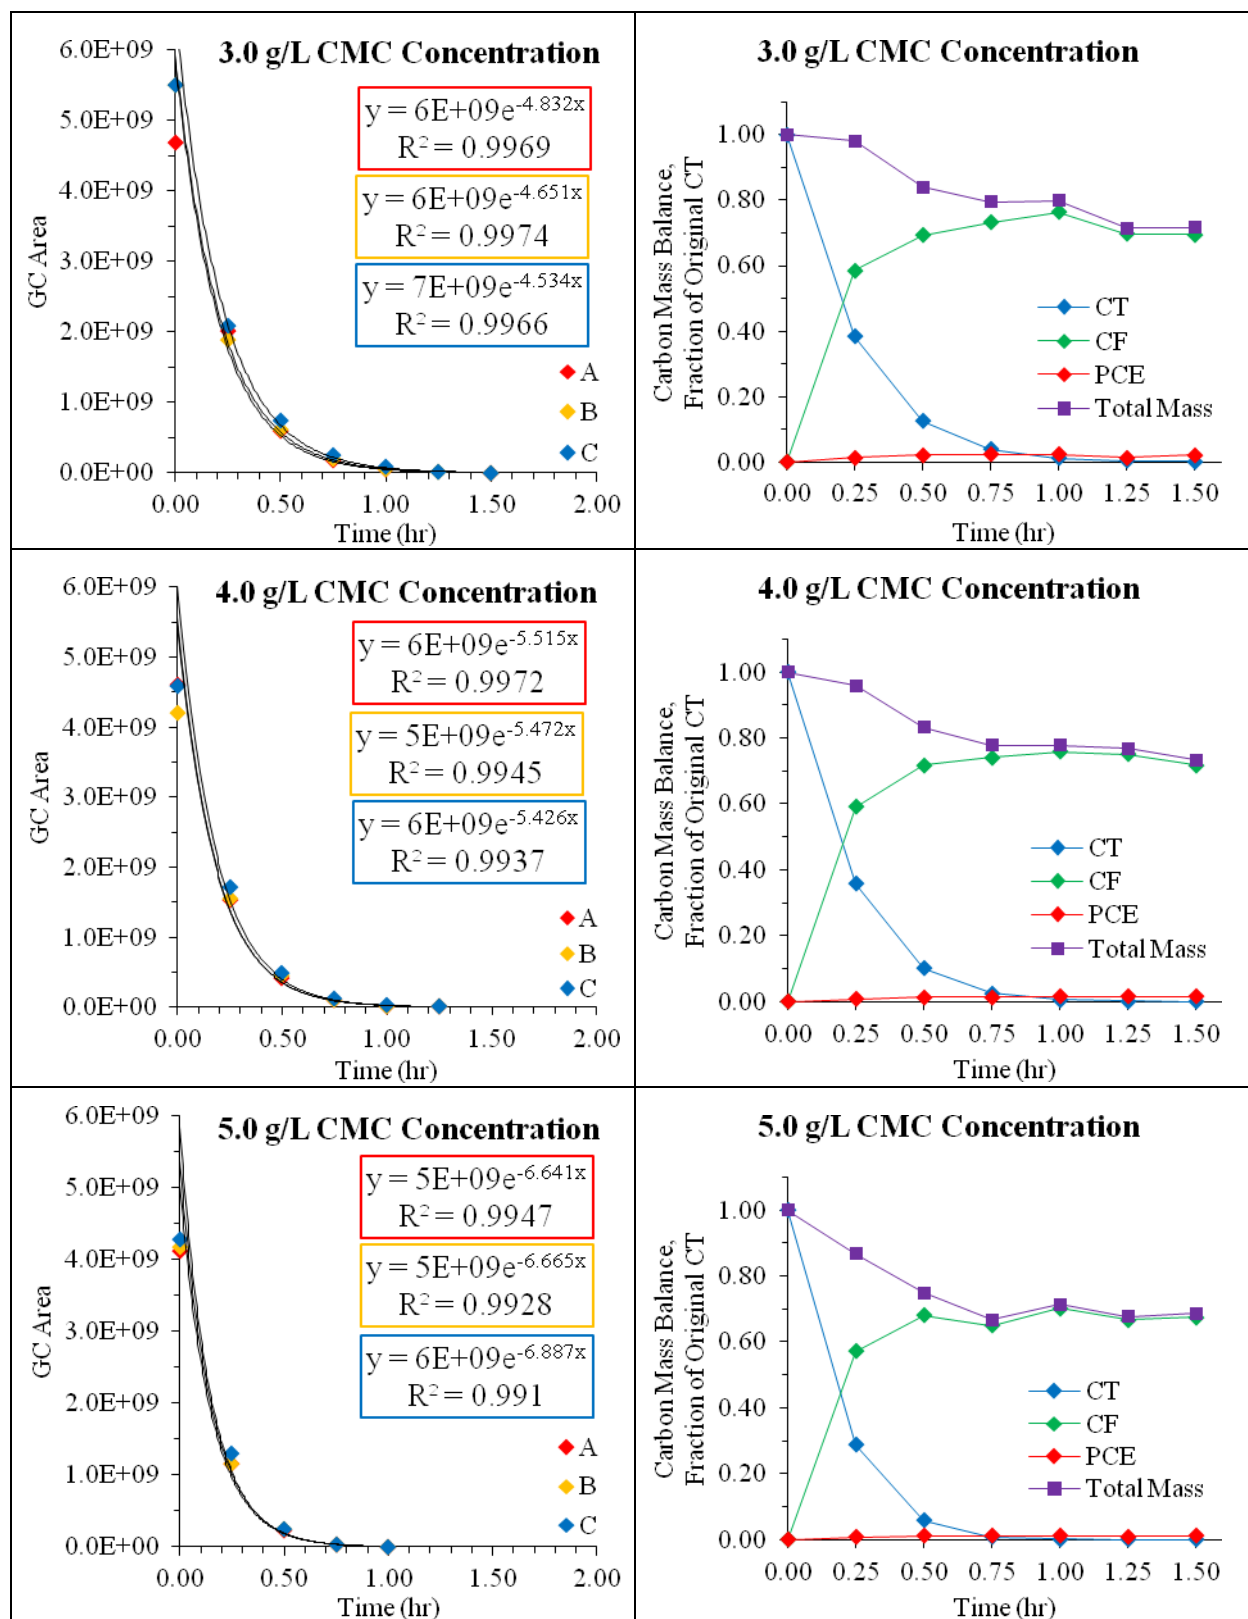 3.0 g/L CMC Concentration
6.0E+09
5.0E+09
4.0E+09
3.0E+09
2.0E+09
1.0E+09
0.0E+00
GC Area
y = 6E+09e^-4.832x
R² = 0.9969
y = 6E+09e^-4.651x
R² = 0.9974
y = 7E+09e^-4.534x
R² = 0.9966
A
B
C
0.00 0.50 1.00 1.50 2.00
Time (hr)
3.0 g/L CMC Concentration
Carbon Mass Balance,
Fraction of Original CT
1.00
0.80
0.60
0.40
0.20
0.00
CT
CF
PCE
Total Mass
0.00 0.25 0.50 0.75 1.00 1.25 1.50
Time (hr)
4.0 g/L CMC Concentration
6.0E+09
5.0E+09
4.0E+09
3.0E+09
2.0E+09
1.0E+09
0.0E+00
GC Area
y = 6E+09e^-5.515x
R² = 0.9972
y = 5E+09e^-5.472x
R² = 0.9945
y = 6E+09e^-5.426x
R² = 0.9937
A
B
C
0.00 0.50 1.00 1.50 2.00
Time (hr)
4.0 g/L CMC Concentration
Carbon Mass Balance,
Fraction of Original CT
1.00
0.80
0.60
0.40
0.20
0.00
CT
CF
PCE
Total Mass
0.00 0.25 0.50 0.75 1.00 1.25 1.50
Time (hr)
5.0 g/L CMC Concentration
6.0E+09
5.0E+09
4.0E+09
3.0E+09
2.0E+09
1.0E+09
0.0E+00
GC Area
y = 5E+09e^-6.641x
R² = 0.9947
y = 5E+09e^-6.665x
R² = 0.9928
y = 6E+09e^-6.887x
R² = 0.991
A
B
C
0.00 0.50 1.00 1.50 2.00
Time (hr)
5.0 g/L CMC Concentration
Carbon Mass Balance,
Fraction of Original CT
1.00
0.80
0.60
0.40
0.20
0.00
CT
CF
PCE
Total Mass
0.00 0.25 0.50 0.75 1.00 1.25 1.50
Time (hr)